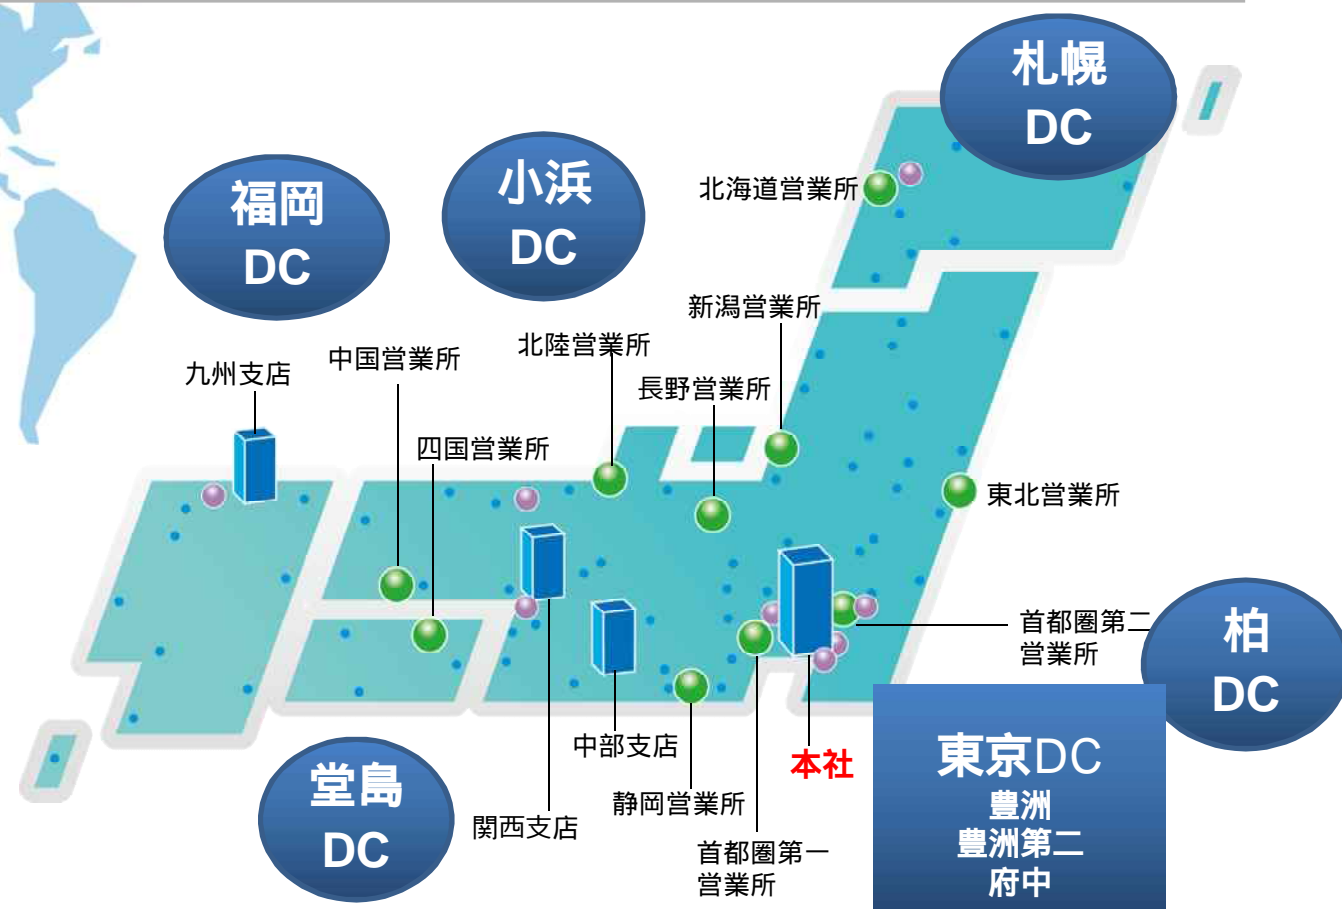 札幌
DC
小浜
DC
福岡
DC
北海道営業所
新潟営業所
北陸営業所
中国営業所
九州支店
長野営業所
四国営業所
東北営業所
首都圏第二
営業所
柏
DC
中部支店
本社
東京DC
豊洲
豊洲第二
府中
堂島
DC
静岡営業所
関西支店
首都圏第一
営業所